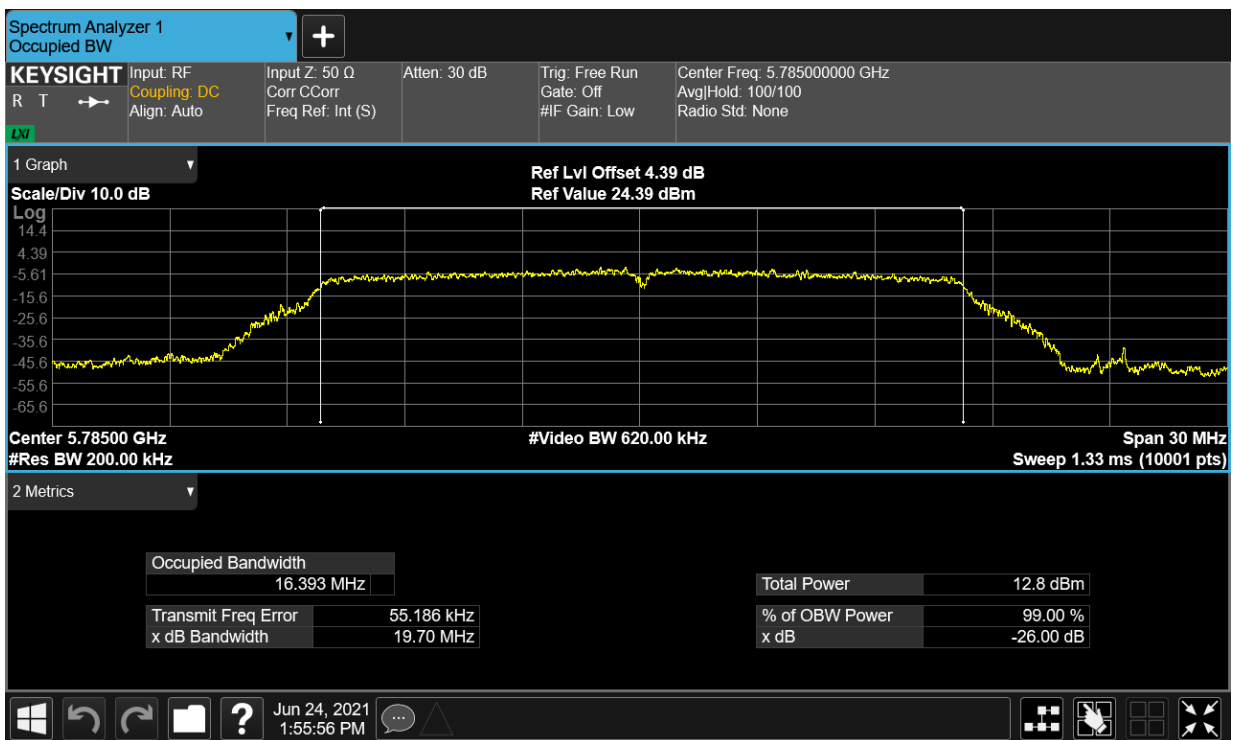 Spectrum Analyzer 1
Occupied BW
KEYSIGHT
R T
LXI
Input: RF
Coupling: DC
Align: Auto
Input Z: 50 Ω
Corr CCorr
Freq Ref: Int (S)
Atten: 30 dB
Trig: Free Run
Gate: Off
#IF Gain: Low
Center Freq: 5.785000000 GHz
Avg|Hold: 100/100
Radio Std: None
1 Graph
Scale/Div 10.0 dB
Ref Lvl Offset 4.39 dB
Ref Value 24.39 dBm
Log
14.4
4.39
-5.61
-15.6
-25.6
-35.6
-45.6
-55.6
-65.6
Center 5.78500 GHz
#Res BW 200.00 kHz
#Video BW 620.00 kHz
Span 30 MHz
Sweep 1.33 ms (10001 pts)
2 Metrics
Occupied Bandwidth
16.393 MHz
Transmit Freq Error 55.186 kHz
x dB Bandwidth 19.70 MHz
Total Power 12.8 dBm
% of OBW Power 99.00 %
x dB -26.00 dB
?
Jun 24, 2021
1:55:56 PM